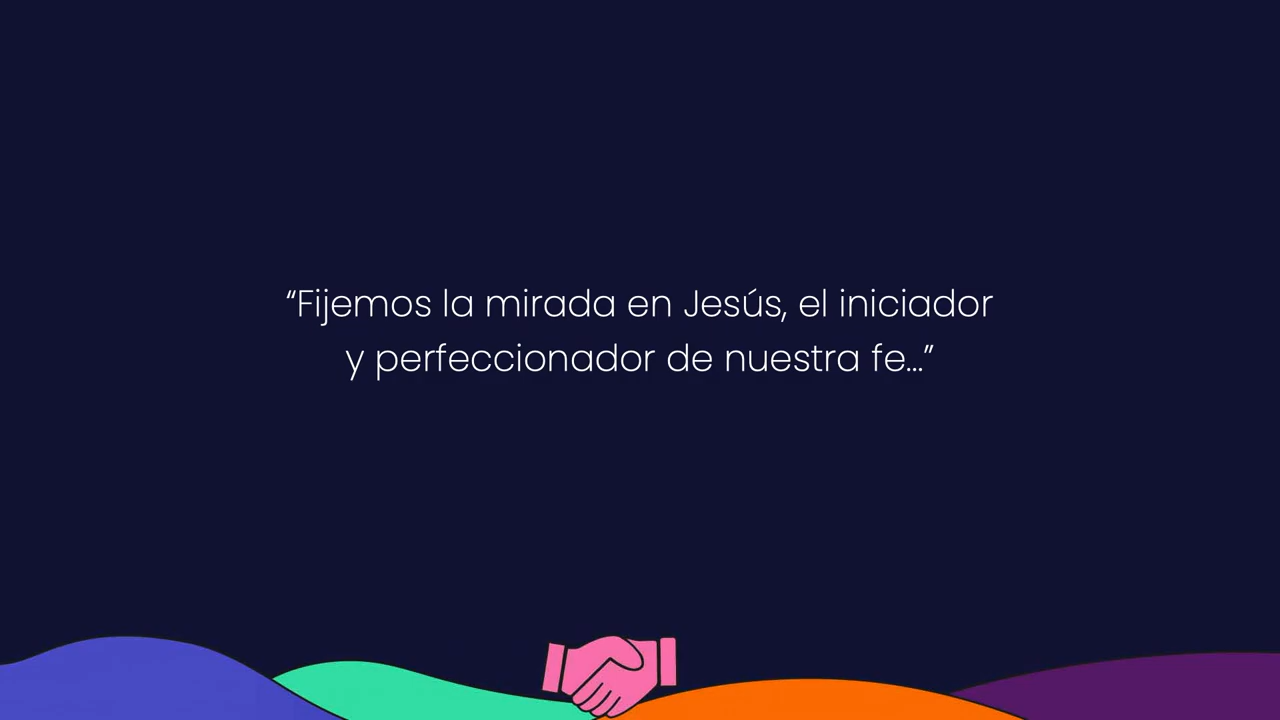 “Fijemos la mirada en Jesús, el iniciador
y perfeccionador de nuestra fe...”